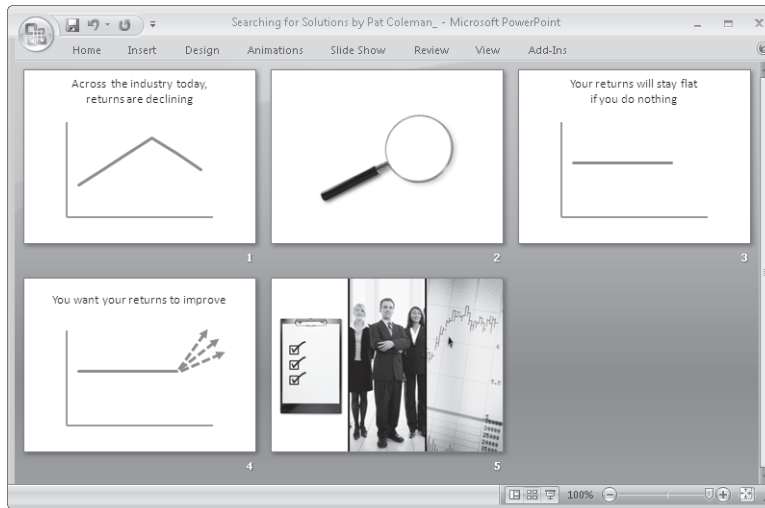 Searching for Solutions by Pat Coleman_ - Microsoft PowerPoint
Home Insert Design Animations Slide Show Review View Add-Ins
Across the industry today,
returns are declining
1
2
Your returns will stay flat
if you do nothing
3
You want your returns to improve
4
5
100%